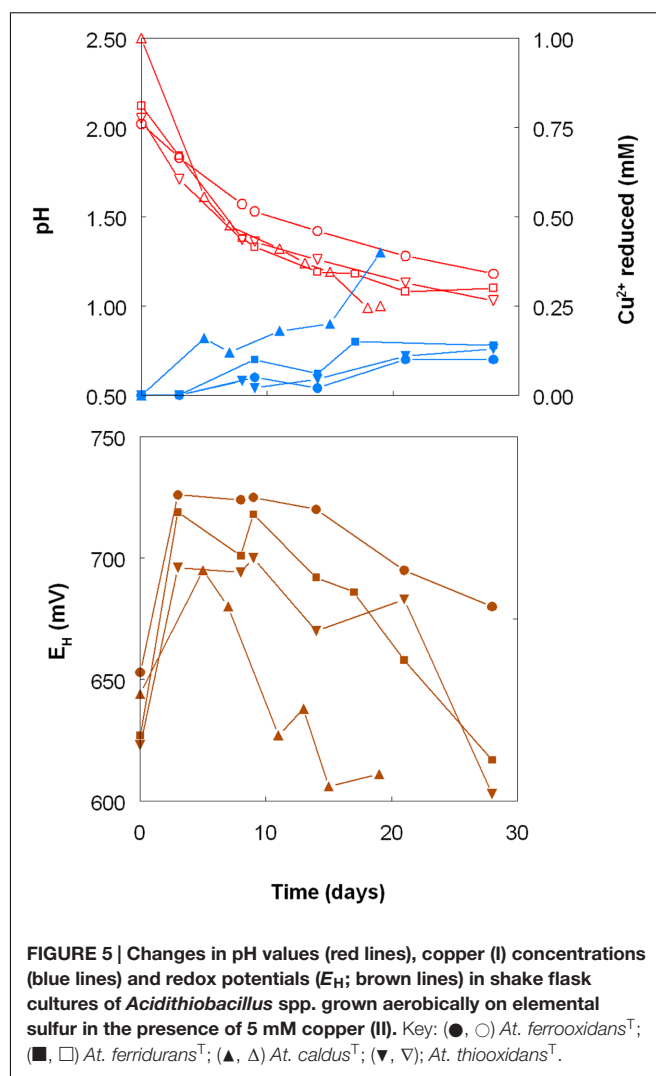 2.50
2.00
1.50
1.00
0.50
pH
1.00
0.75
0.50
0.25
0.00
Cu²⁺ reduced (mM)
750
700
650
600
E_H (mV)
0
10
20
30
Time (days)
FIGURE 5 | Changes in pH values (red lines), copper (I) concentrations
(blue lines) and redox potentials (E_H; brown lines) in shake flask
cultures of Acidithiobacillus spp. grown aerobically on elemental
sulfur in the presence of 5 mM copper (II). Key: (●, ○) At. ferrooxidansᵀ;
(■, □) At. ferriduransᵀ; (▲, Δ) At. caldusᵀ; (▼, ∇); At. thiooxidansᵀ.